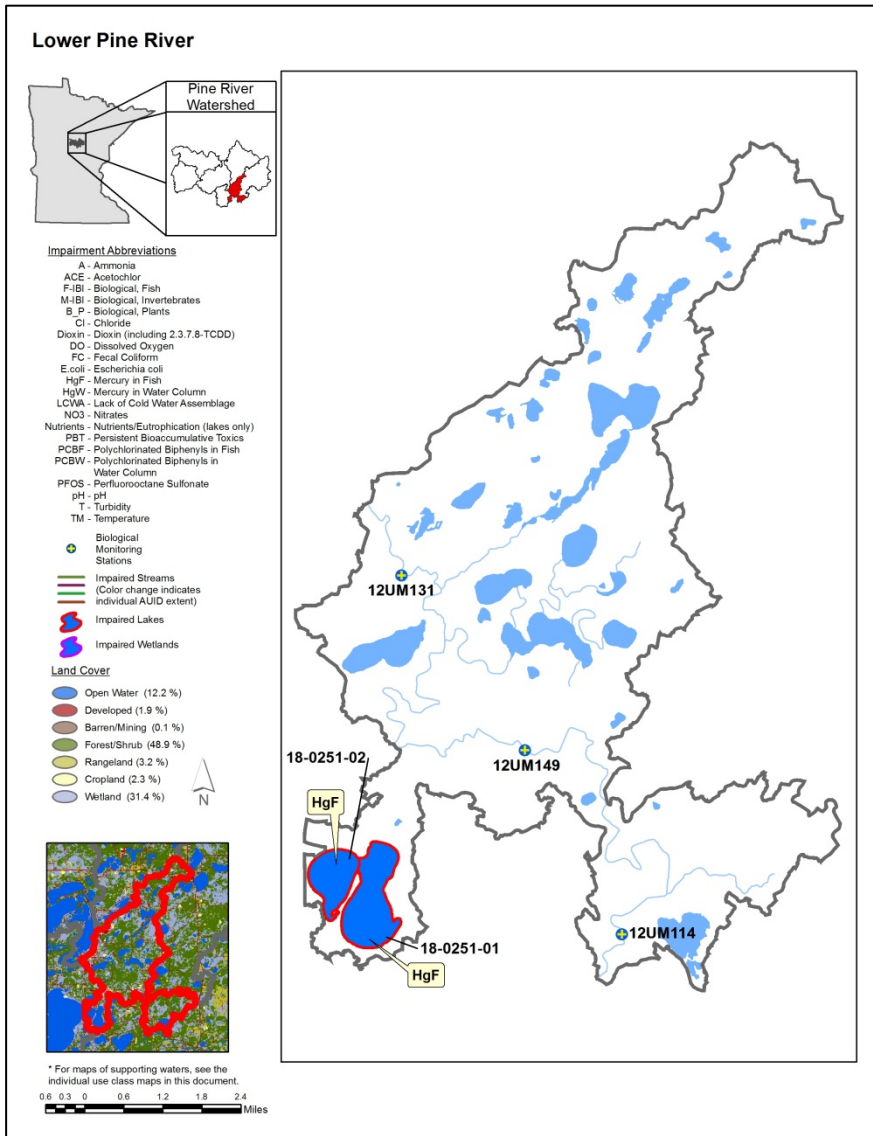 Lower Pine River
Pine River
Watershed
Impairment Abbreviations
A - Ammonia
ACE - Acetochlor
F-IBI - Biological, Fish
M-IBI - Biological, Invertebrates
B_P - Biological, Plants
Cl - Chloride
Dioxin - Dioxin (including 2.3.7.8-TCDD)
DO - Dissolved Oxygen
FC - Fecal Coliform
E.coli - Escherichia coli
HgF - Mercury in Fish
HgW - Mercury in Water Column
LCWA - Lack of Cold Water Assemblage
NO3 - Nitrates
Nutrients - Nutrients/Eutrophication (lakes only)
PBT - Persistent Bioaccumulative Toxics
PCBF - Polychlorinated Biphenyls in Fish
PCBW - Polychlorinated Biphenyls in
Water Column
PFOS - Perfluorooctane Sulfonate
pH - pH
T - Turbidity
TM - Temperature
Biological
Monitoring
Stations
Impaired Streams
(Color change indicates
individual AUID extent)
Impaired Lakes
Impaired Wetlands
Land Cover
Open Water (12.2 %)
Developed (1.9 %)
Barren/Mining (0.1 %)
Forest/Shrub (48.9 %)
Rangeland (3.2 %)
Cropland (2.3 %)
Wetland (31.4 %)
N
12UM131
12UM149
18-0251-02
HgF
12UM114
18-0251-01
HgF
* For maps of supporting waters, see the
individual use class maps in this document.
0.6 0.3 0 0.6 1.2 1.8 2.4
Miles